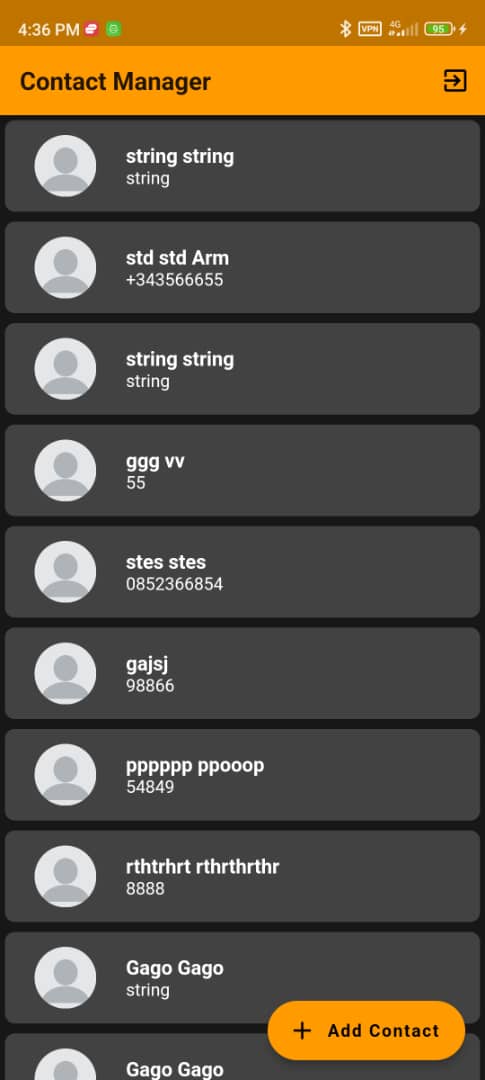 4:36 PM
VPN 4G 95
Contact Manager
string string
string
std std Arm
+343566655
string string
string
ggg vv
55
stes stes
0852366854
gajsj
98866
pppppp ppooop
54849
rthtrhrt rthrthrthr
8888
Gago Gago
string
Add Contact
Gago Gago